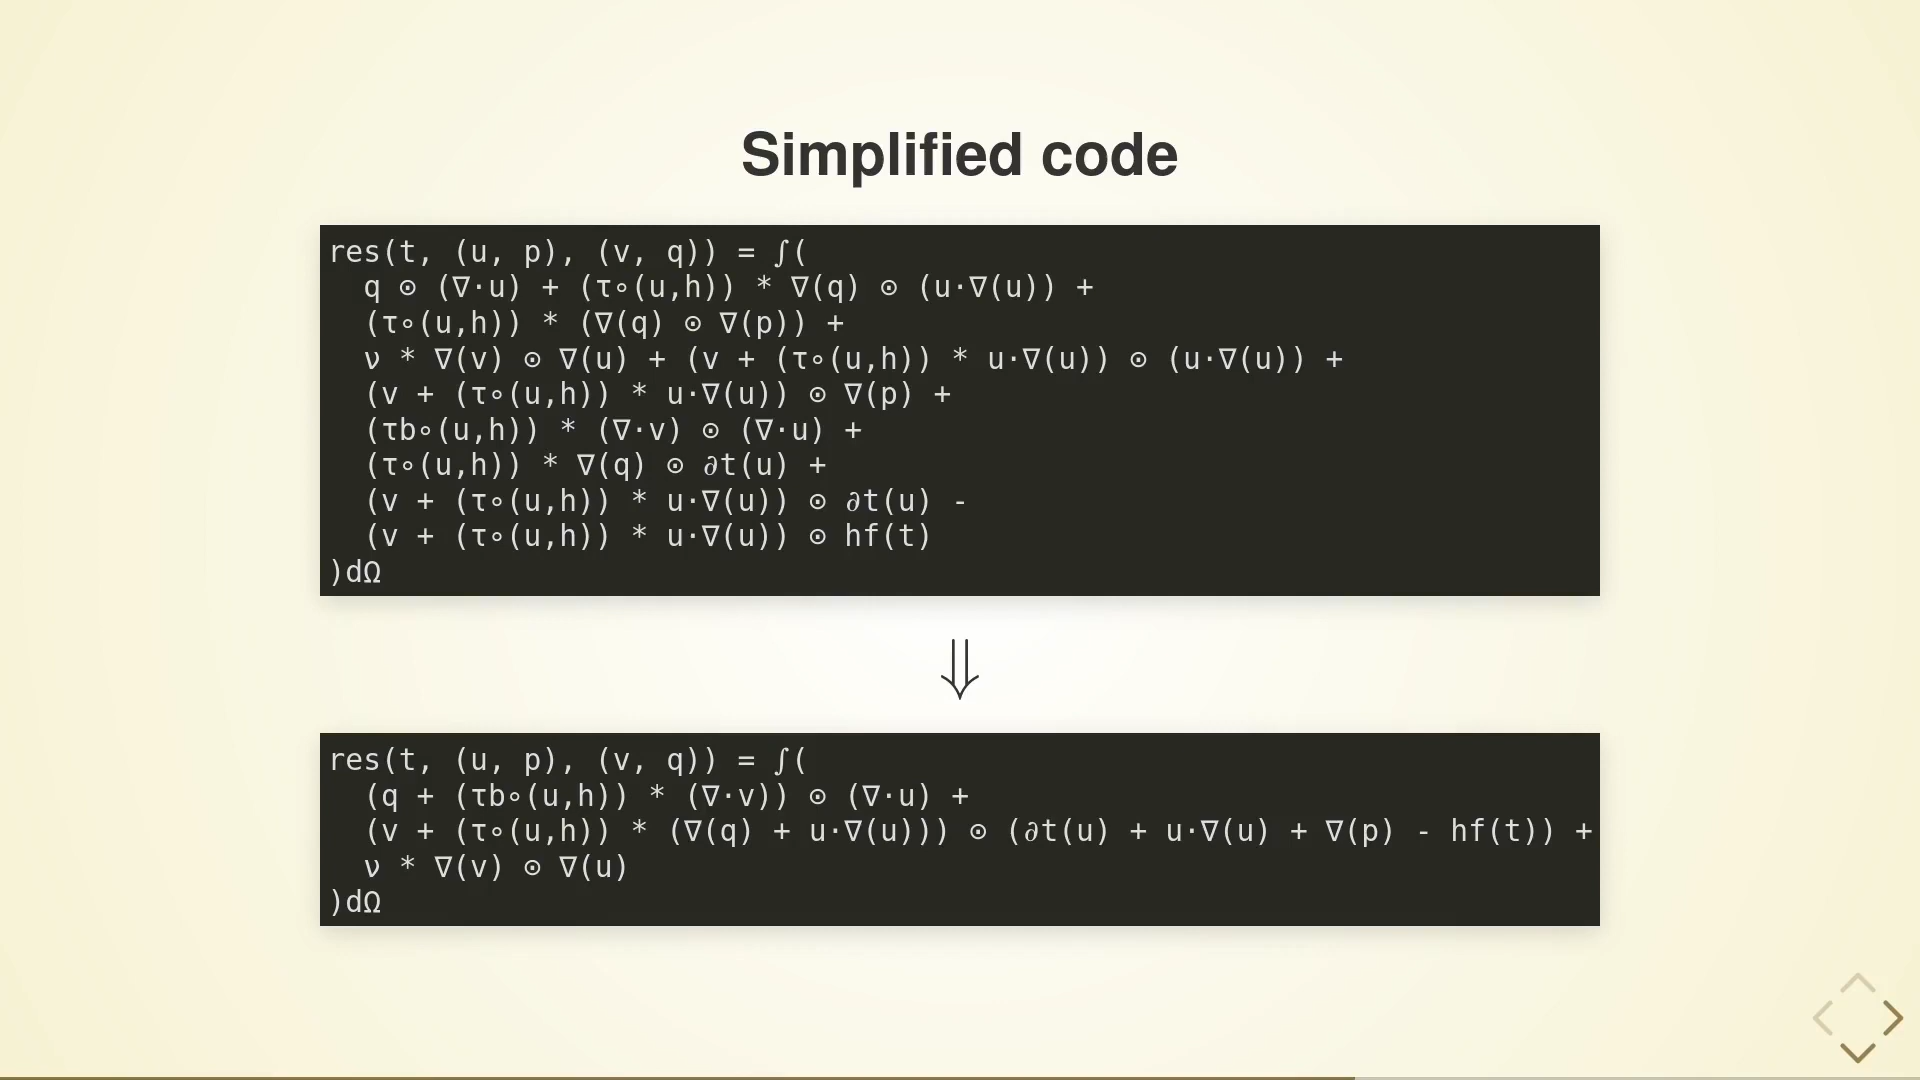 Simplified code
res(t, (u, p), (v, q)) = ∫(
  q ⊙ (∇⋅u) + (τ∘(u,h)) * ∇(q) ⊙ (u⋅∇(u)) +
  (τ∘(u,h)) * (∇(q) ⊙ ∇(p)) +
  ν * ∇(v) ⊙ ∇(u) + (v + (τ∘(u,h)) * u⋅∇(u)) ⊙ (u⋅∇(u)) +
  (v + (τ∘(u,h)) * u⋅∇(u)) ⊙ ∇(p) +
  (τb∘(u,h)) * (∇⋅v) ⊙ (∇⋅u) +
  (τ∘(u,h)) * ∇(q) ⊙ ∂t(u) +
  (v + (τ∘(u,h)) * u⋅∇(u)) ⊙ ∂t(u) -
  (v + (τ∘(u,h)) * u⋅∇(u)) ⊙ hf(t)
)dΩ
⇓
res(t, (u, p), (v, q)) = ∫(
  (q + (τb∘(u,h)) * (∇⋅v)) ⊙ (∇⋅u) +
  (v + (τ∘(u,h)) * (∇(q) + u⋅∇(u))) ⊙ (∂t(u) + u⋅∇(u) + ∇(p) - hf(t)) +
  ν * ∇(v) ⊙ ∇(u)
)dΩ